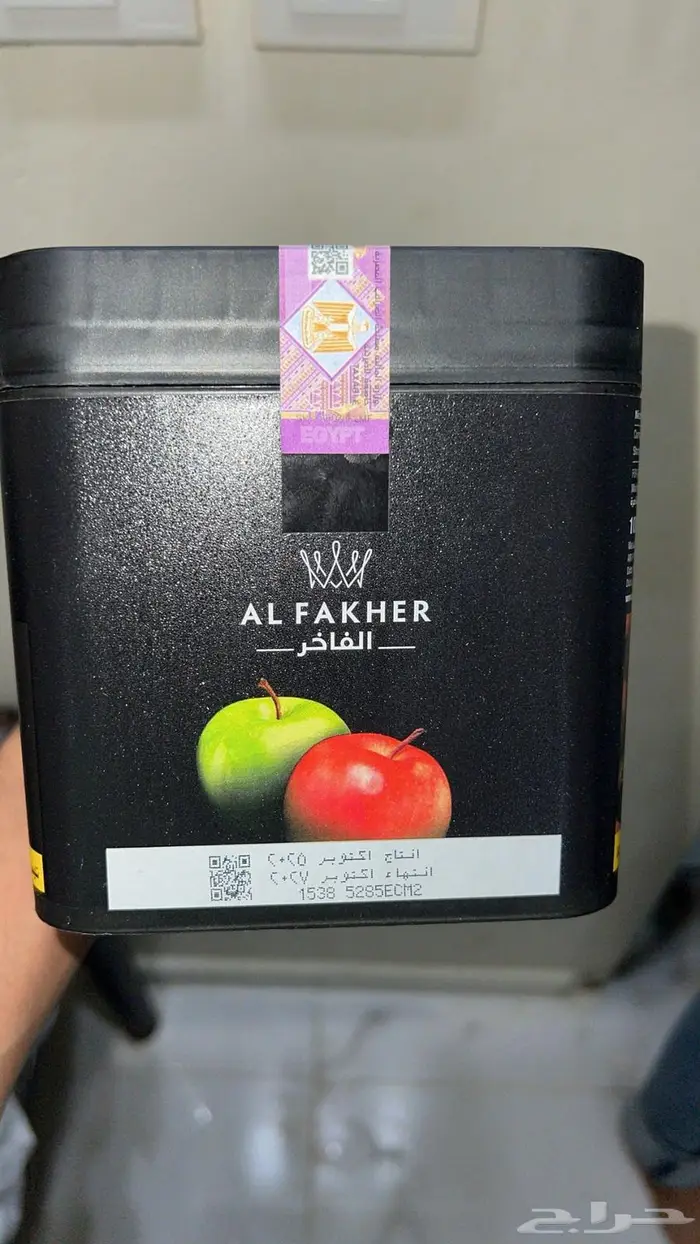 EGYPT
AL FAKHER
الفاخر
انتاج اكتوبر ٢٠٢٥
انتهاء اكتوبر ٢٠٢٧
1538 5285ECM2
حراج